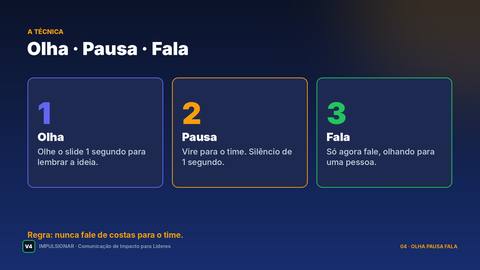 A TÉCNICA
Olha · Pausa · Fala
1
Olha
Olhe o slide 1 segundo para
lembrar a ideia.
2
Pausa
Vire para o time. Silêncio de
1 segundo.
3
Fala
Só agora fale, olhando para
uma pessoa.
Regra: nunca fale de costas para o time.
V4
IMPULSIONAR · Comunicação de Impacto para Líderes
04 · OLHA PAUSA FALA